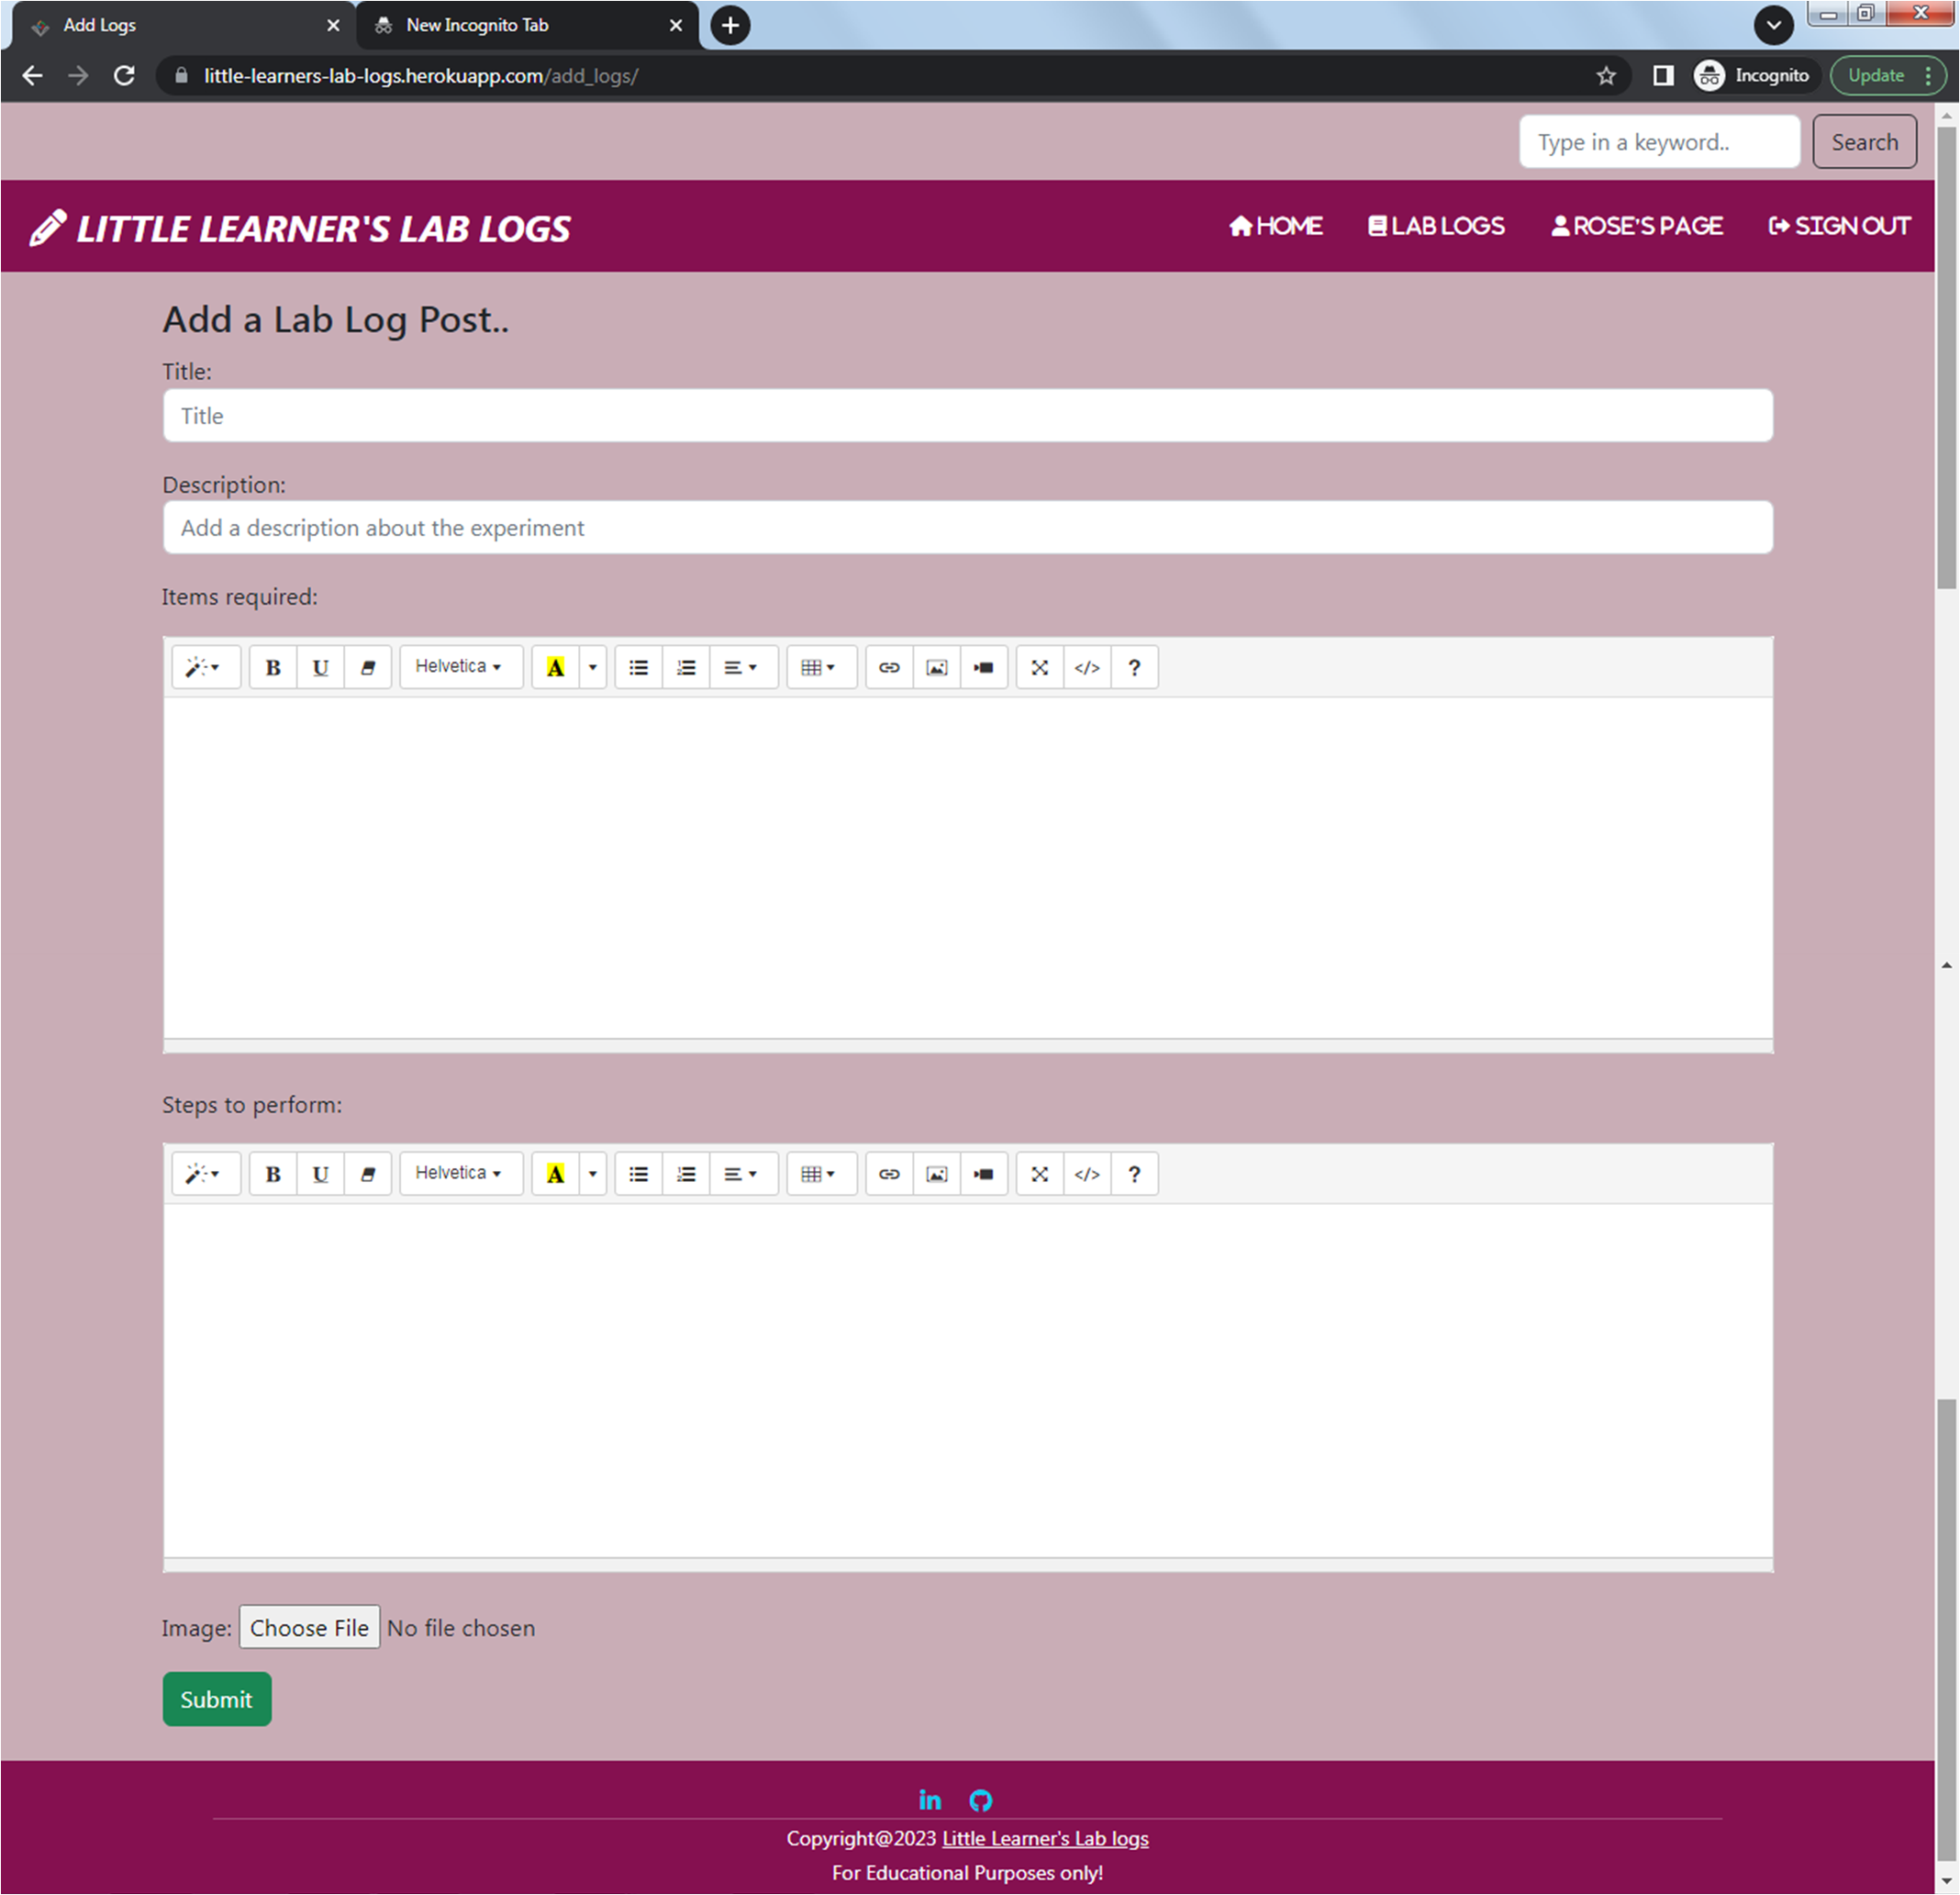 Add Logs
New Incognito Tab
little-learners-lab-logs.herokuapp.com/add_logs/
Incognito
Update
Type in a keyword..
Search
LITTLE LEARNER'S LAB LOGS
HOME
LAB LOGS
ROSE'S PAGE
SIGN OUT
Add a Lab Log Post..
Title:
Title
Description:
Add a description about the experiment
Items required:
B U Helvetica A </> ?
Steps to perform:
B U Helvetica A </> ?
Image: Choose File No file chosen
Submit
in
Copyright@2023 Little Learner's Lab logs
For Educational Purposes only!